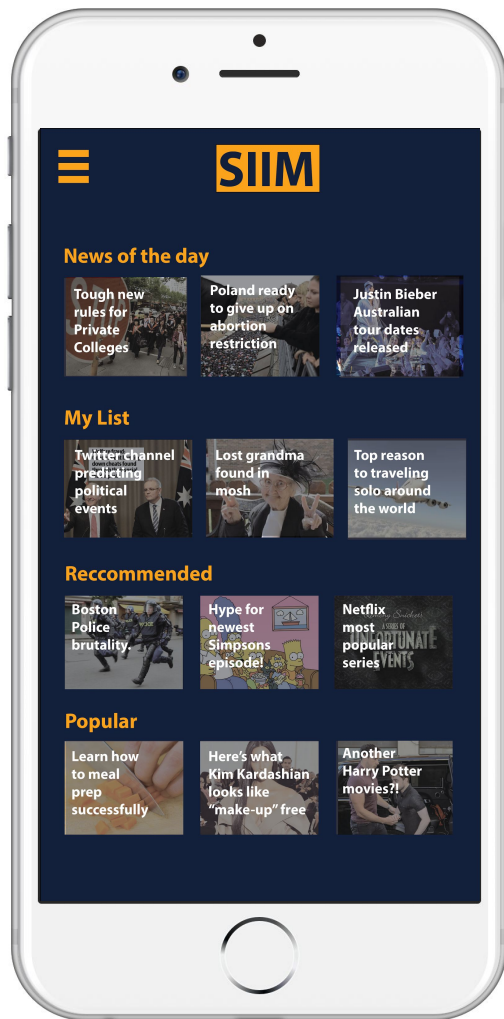 SIIM
News of the day
Tough new
rules for
Private
Colleges
Poland ready
to give up on
abortion
restriction
Justin Bieber
Australian
tour dates
released
My List
Twitter channel
predicting
political
events
Lost grandma
found in
mosh
Top reason
to traveling
solo around
the world
Reccommended
Boston
Police
brutality.
Hype for
newest
Simpsons
episode!
Netflix
most
popular
series
A SERIES OF
UNFORTUNATE
EVENTS
Popular
Learn how
to meal
prep
successfully
Here's what
Kim Kardashian
looks like
“make-up” free
Another
Harry Potter
movies?!